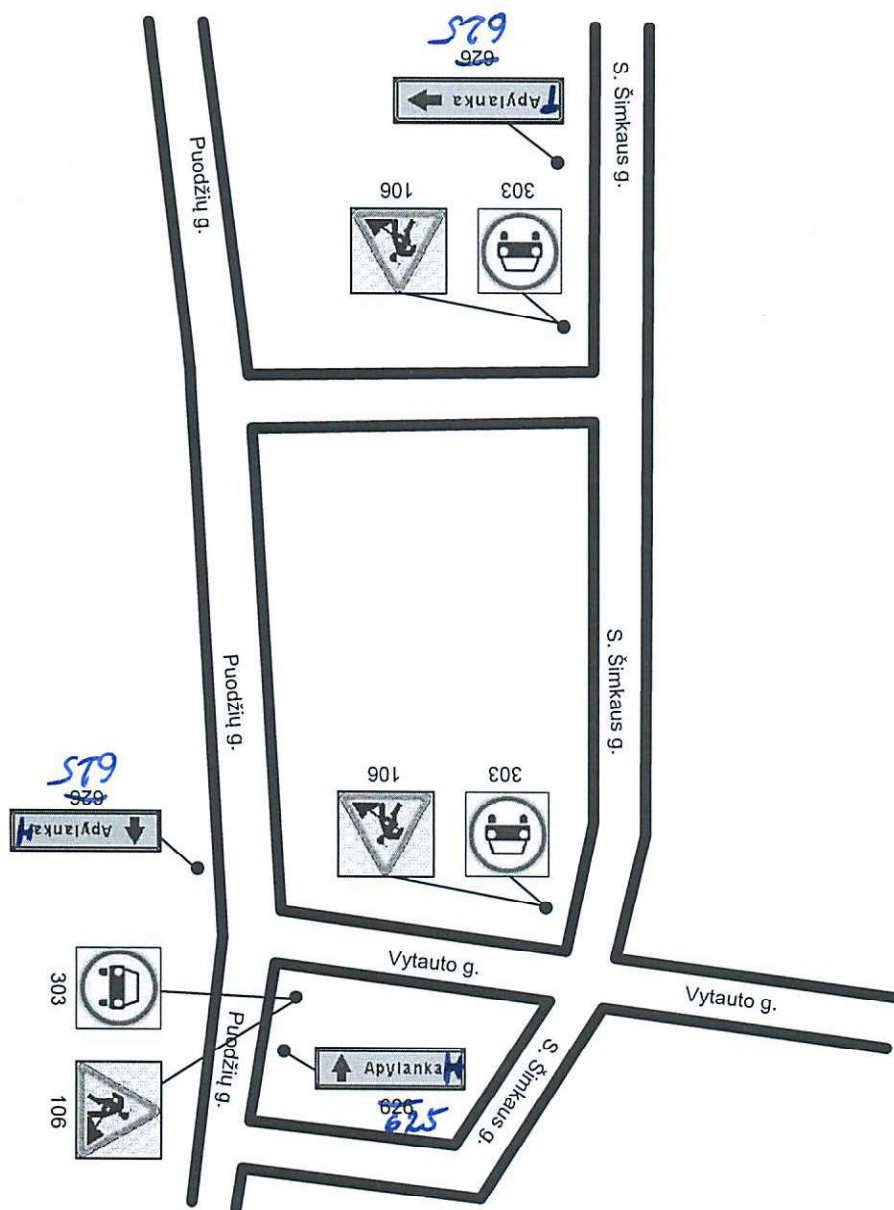 625
626
Apylanka
S. Šimkaus g.
Puodžių g.
106
303
S. Šimkaus g.
Puodžių g.
106
303
625
626
Apylanka
Vytauto g.
Vytauto g.
303
Puodžių g.
Apylanka
S. Šimkaus g.
626
625
106